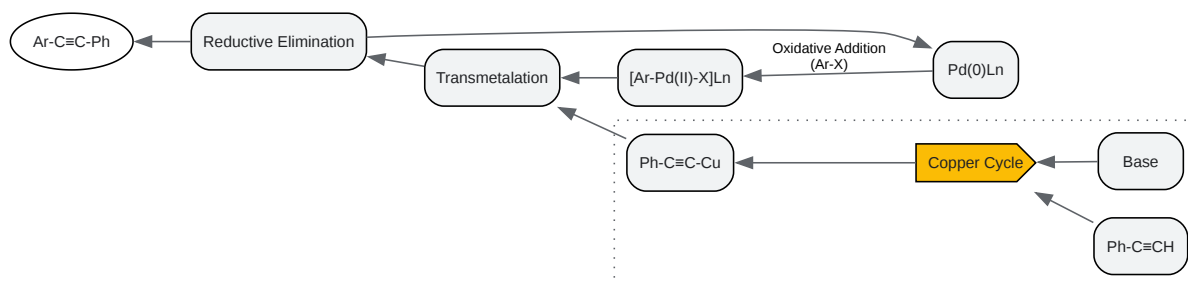 Ar-C≡C-Ph
Reductive Elimination
Transmetalation
[Ar-Pd(II)-X]Ln
Oxidative Addition
(Ar-X)
Pd(0)Ln
Ph-C≡C-Cu
Copper Cycle
Base
Ph-C≡CH